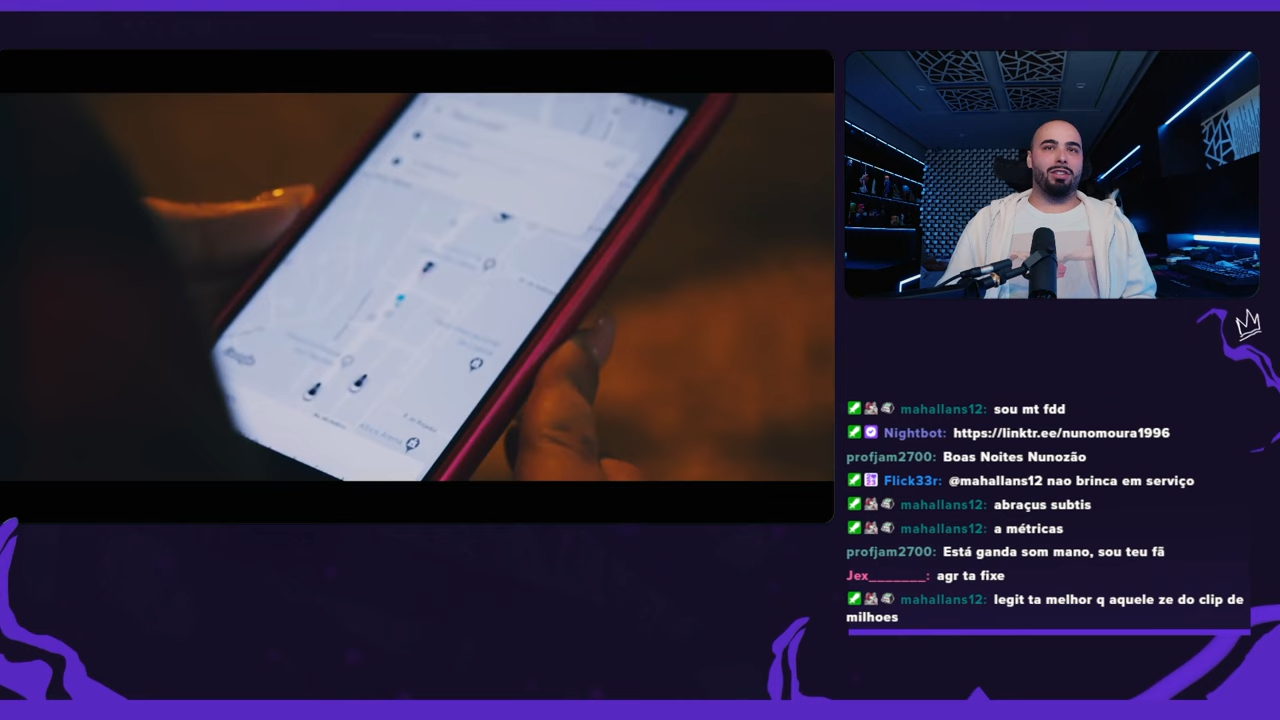 mahallans12: sou mt fdd
Nightbot: https://linktr.ee/nunomoura1996
profjam2700: Boas Noites Nunozão
Flick33r: @mahallans12 nao brinca em serviço
mahallans12: abraçus subtis
mahallans12: a métricas
profjam2700: Está ganda som mano, sou teu fã
Jex_______: agr ta fixe
mahallans12: legit ta melhor q aquele ze do clip de
milhoes